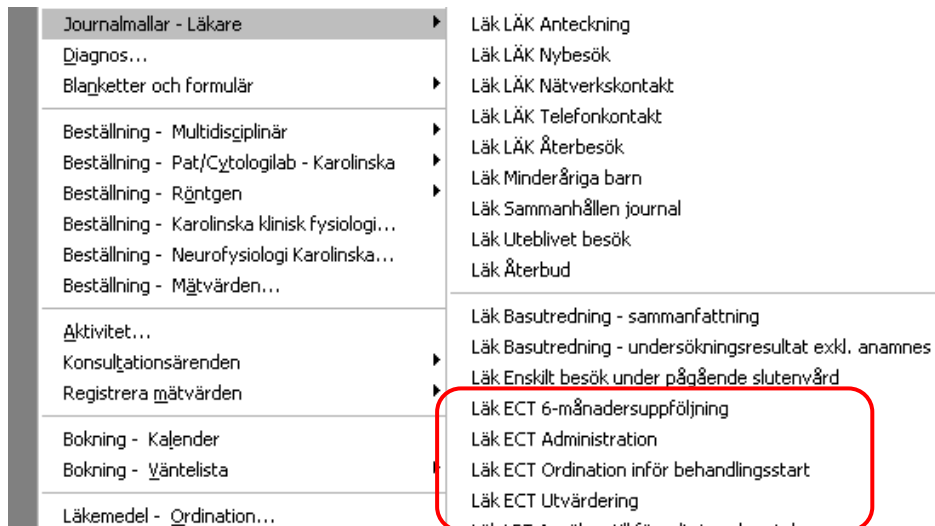 Journalmallar - Läkare
Diagnos...
Blanketter och formulär
Beställning - Multidisciplinär
Beställning - Pat/Cytologilab - Karolinska
Beställning - Röntgen
Beställning - Karolinska klinisk fysiologi...
Beställning - Neurofysiologi Karolinska...
Beställning - Mätvärden...
Aktivitet...
Konsultationsärenden
Registrera mätvärden
Bokning - Kalender
Bokning - Väntelista
Läkemedel - Ordination...
Läk LÄK Anteckning
Läk LÄK Nybesök
Läk LÄK Nätverkskontakt
Läk LÄK Telefonkontakt
Läk LÄK Återbesök
Läk Minderåriga barn
Läk Sammanhållen journal
Läk Uteblivet besök
Läk Återbud
Läk Basutredning - sammanfattning
Läk Basutredning - undersökningsresultat exkl. anamnes
Läk Enskilt besök under pågående slutenvård
Läk ECT 6-månadersuppföljning
Läk ECT Administration
Läk ECT Ordination inför behandlingsstart
Läk ECT Utvärdering